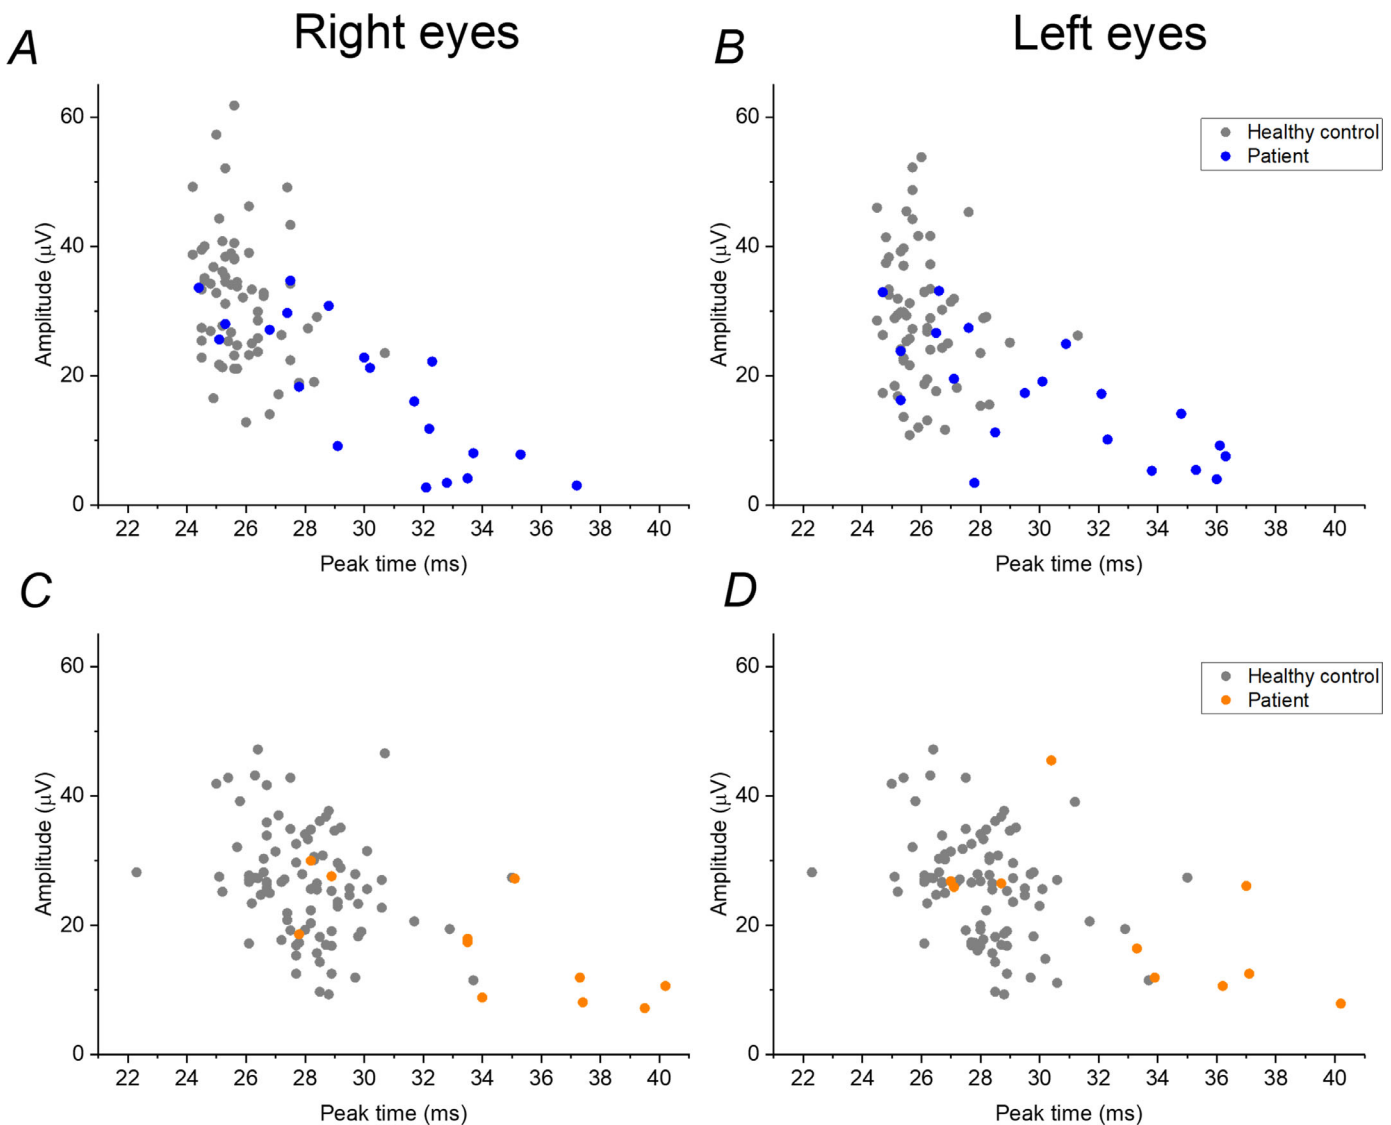 Right eyes
Left eyes
A
B
60
40
20
0
Amplitude (μV)
22 24 26 28 30 32 34 36 38 40
Peak time (ms)
60
40
20
0
Amplitude (μV)
Healthy control
Patient
22 24 26 28 30 32 34 36 38 40
Peak time (ms)
C
D
60
40
20
0
Amplitude (μV)
22 24 26 28 30 32 34 36 38 40
Peak time (ms)
60
40
20
0
Amplitude (μV)
Healthy control
Patient
22 24 26 28 30 32 34 36 38 40
Peak time (ms)